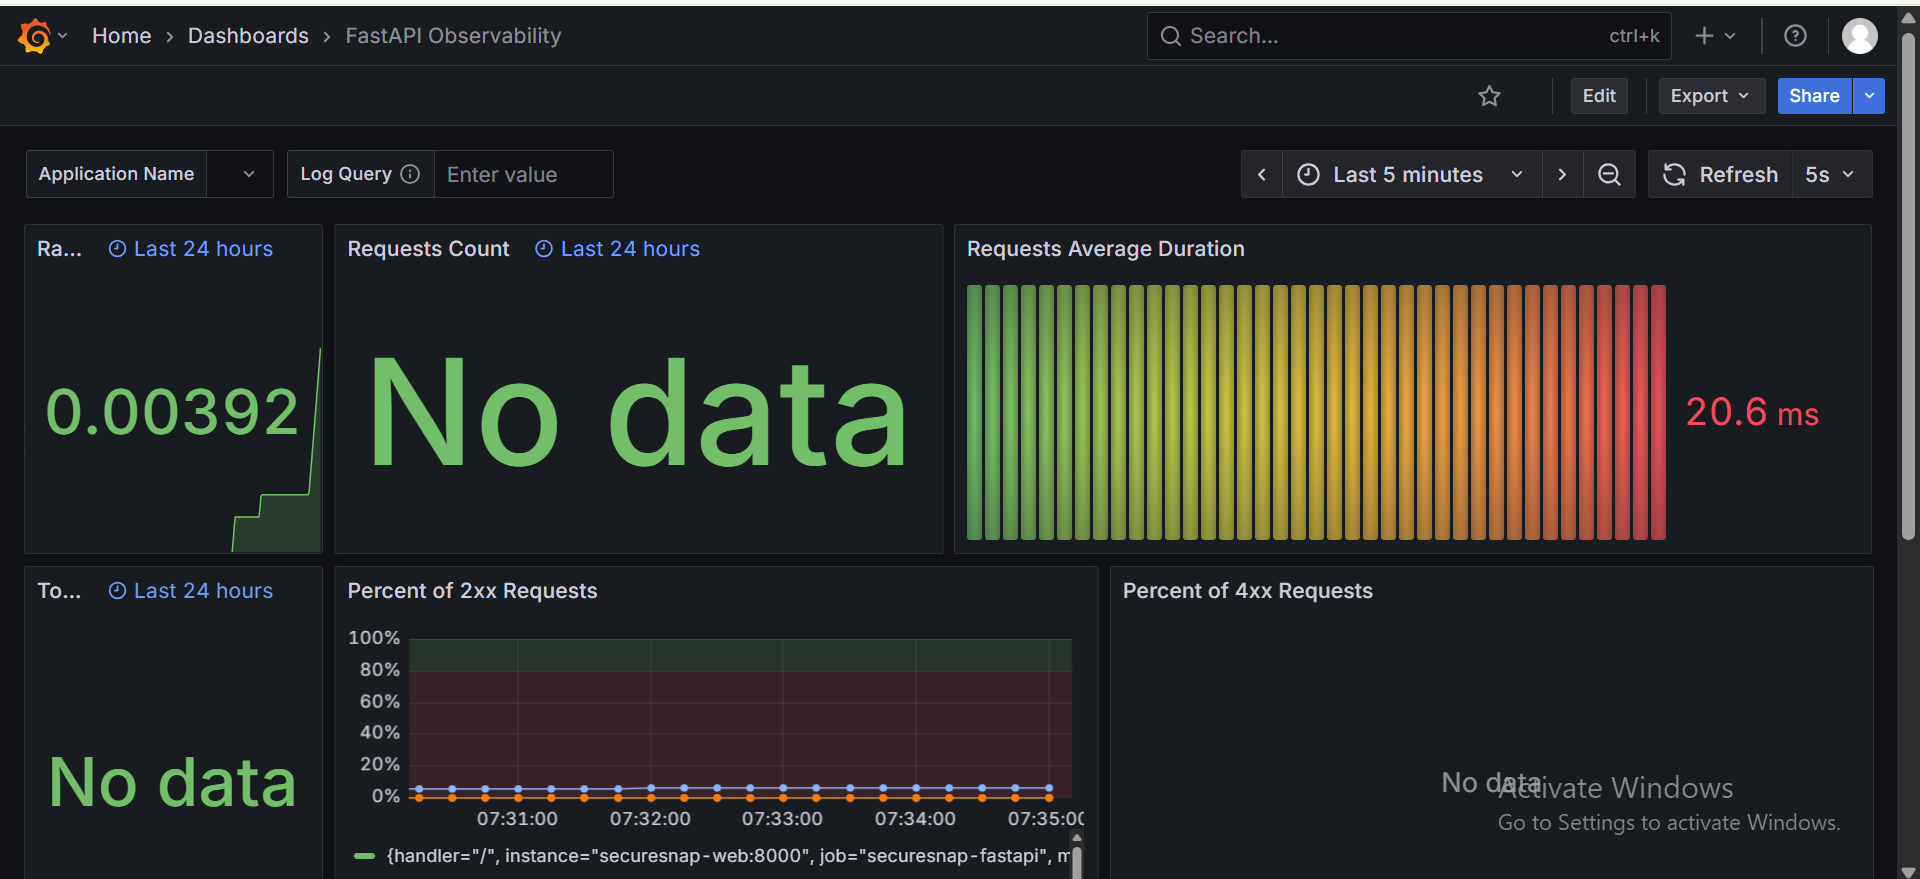 Home › Dashboards › FastAPI Observability
Search...
ctrl+k
Edit
Export
Share
Application Name
Log Query
Enter value
Last 5 minutes
Refresh
5s
Ra...
Last 24 hours
Requests Count
Last 24 hours
Requests Average Duration
0.00392
No data
20.6 ms
To...
Last 24 hours
Percent of 2xx Requests
Percent of 4xx Requests
100%
80%
60%
40%
20%
0%
07:31:00
07:32:00
07:33:00
07:34:00
07:35:00
No data
{handler="/", instance="securesnap-web:8000", job="securesnap-fastapi", m
No data
Activate Windows
Go to Settings to activate Windows.